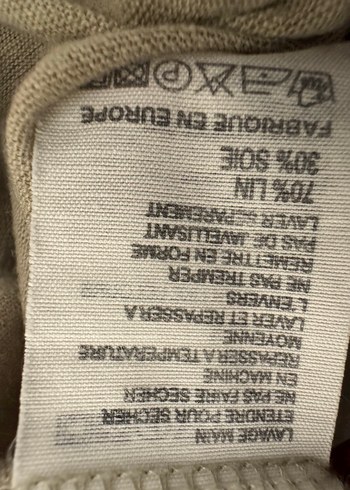 LAVAGE MAIN
ETENDRE POUR SECHER
NE PAS FAIRE SECHER
EN MACHINE
REPASSER A TEMPERATURE
MOYENNE
LAVER ET REPASSER A
L ENVERS
NE PAS TREMPER
REMETTRE EN FORME
PAS DE JAVELLISANT
LAVER SEPAREMENT
70% LIN
30% SOIE
FABRIQUE EN EUROPE
P